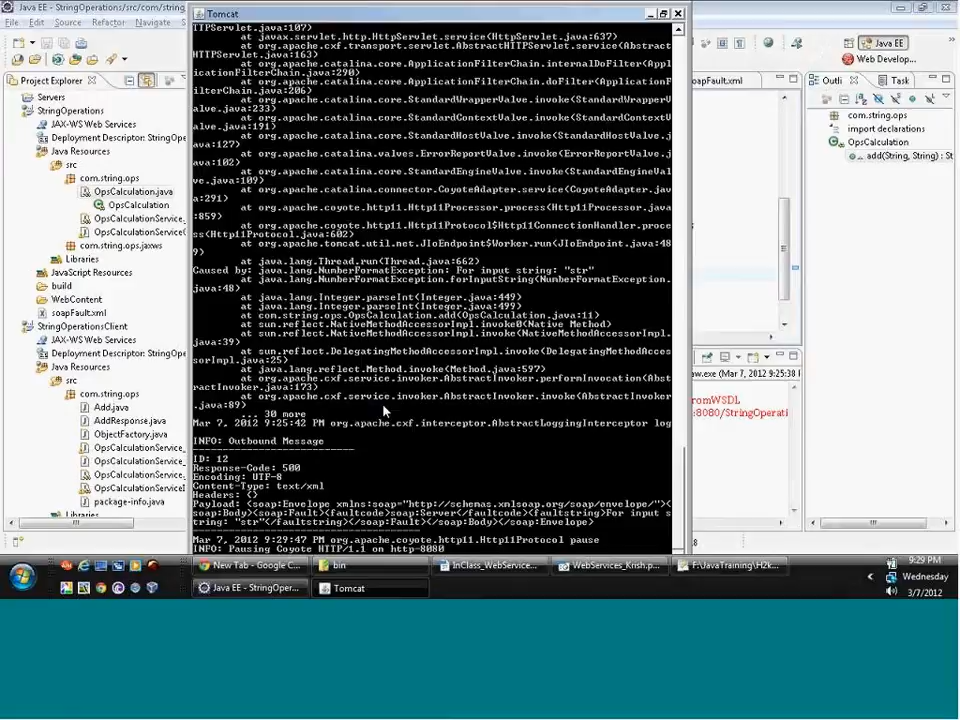 Java EE - StringOperations/src/com/strin
File Edit Source Refactor Navigate
Tomcat
Java EE
Web Develop...
Project Explorer
Servers
StringOperations
JAX-WS Web Services
Deployment Descriptor: StringOpe
Java Resources
src
com.string.ops
OpsCalculation.java
OpsCalculation
OpsCalculationService_
OpsCalculationService
com.string.ops.jaxws
Libraries
JavaScript Resources
build
WebContent
soapFault.xml
StringOperationsClient
JAX-WS Web Services
Deployment Descriptor: StringOpe
Java Resources
src
com.string.ops
Add.java
AddResponse.java
ObjectFactory.java
OpsCalculationService_
OpsCalculationService_
OpsCalculationService_
OpsCalculationServiceI
package-info.java
Libraries
TTPServlet.java:107)
at javax.servlet.http.HttpServlet.service(HttpServlet.java:637)
at org.apache.cxf.transport.servlet.AbstractHTTPServlet.service(Abstract
HTTPServlet.java:163)
at org.apache.catalina.core.ApplicationFilterChain.internalDoFilter(Appl
icationFilterChain.java:290)
at org.apache.catalina.core.ApplicationFilterChain.doFilter(ApplicationF
ilterChain.java:206)
at org.apache.catalina.core.StandardWrapperValve.invoke(StandardWrapperV
alve.java:233)
at org.apache.catalina.core.StandardContextValve.invoke(StandardContextV
alve.java:191)
at org.apache.catalina.core.StandardHostValve.invoke(StandardHostValve.j
ava:127)
at org.apache.catalina.valves.ErrorReportValve.invoke(ErrorReportValve.j
ava:102)
at org.apache.catalina.core.StandardEngineValve.invoke(StandardEngineVal
ve.java:109)
at org.apache.catalina.connector.CoyoteAdapter.service(CoyoteAdapter.jav
a:291)
at org.apache.coyote.http11.Http11Processor.process(Http11Processor.java
:859)
at org.apache.coyote.http11.Http11Protocol$Http11ConnectionHandler.proce
ss(Http11Protocol.java:602)
at org.apache.tomcat.util.net.JIoEndpoint$Worker.run(JIoEndpoint.java:48
9)
at java.lang.Thread.run(Thread.java:662)
Caused by: java.lang.NumberFormatException: For input string: "str"
at java.lang.NumberFormatException.forInputString(NumberFormatException.
java:48)
at java.lang.Integer.parseInt(Integer.java:449)
at java.lang.Integer.parseInt(Integer.java:499)
at com.string.ops.OpsCalculation.add(OpsCalculation.java:11)
at sun.reflect.NativeMethodAccessorImpl.invoke0(Native Method)
at sun.reflect.NativeMethodAccessorImpl.invoke(NativeMethodAccessorImpl.
java:39)
at sun.reflect.DelegatingMethodAccessorImpl.invoke(DelegatingMethodAcces
sorImpl.java:25)
at java.lang.reflect.Method.invoke(Method.java:597)
at org.apache.cxf.service.invoker.AbstractInvoker.performInvocation(Abst
ractInvoker.java:173)
at org.apache.cxf.service.invoker.AbstractInvoker.invoke(AbstractInvoker
.java:89)
... 30 more
Mar 7, 2012 9:25:42 PM org.apache.cxf.interceptor.AbstractLoggingInterceptor log
INFO: Outbound Message
---------------------------
ID: 12
Response-Code: 500
Encoding: UTF-8
Content-Type: text/xml
Headers: {}
Payload: <soap:Envelope xmlns:soap="http://schemas.xmlsoap.org/soap/envelope/"><
soap:Body><soap:Fault><faultcode>soap:Server</faultcode><faultstring>For input s
tring: "str"</faultstring></soap:Fault></soap:Body></soap:Envelope>
--------------------------------------
Mar 7, 2012 9:29:47 PM org.apache.coyote.http11.Http11Protocol pause
INFO: Pausing Coyote HTTP/1.1 on http-8080
soapFault.xml
aw.exe (Mar 7, 2012 9:25:38
romWSDL
:8080/StringOperati
Outli
Task
com.string.ops
import declarations
OpsCalculation
add(String, String) : St
New Tab - Google C...
bin
InClass_WebService...
WebServices_Krish.p...
F:\JavaTraining\H2k...
Java EE - StringOper...
Tomcat
9:29 PM
Wednesday
3/7/2012